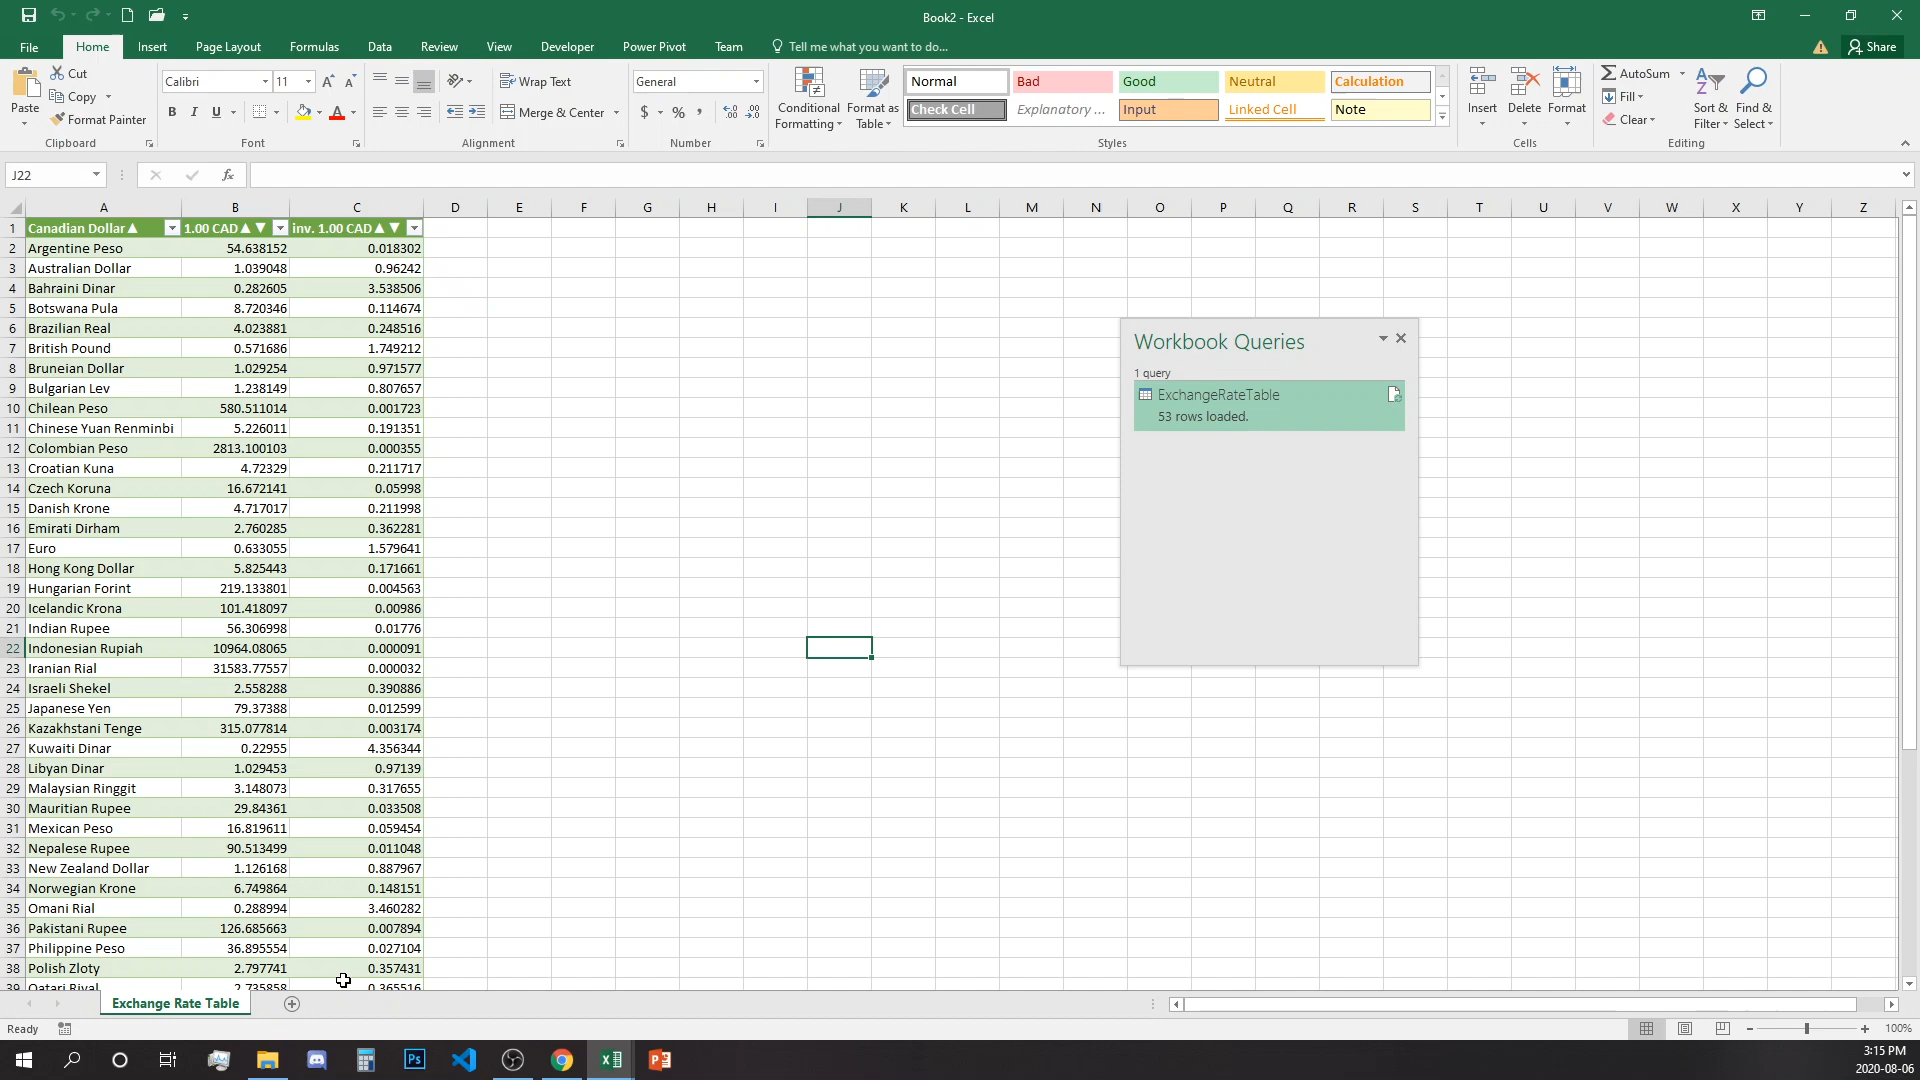 Book2 - Excel
File Home Insert Page Layout Formulas Data Review View Developer Power Pivot Team Tell me what you want to do... Share
Paste Cut Copy Format Painter Clipboard
Calibri 11 A A B I U A Font
Wrap Text Merge & Center Alignment
General $ % , Number
Conditional Formatting Format as Table
Normal Bad Good Neutral Calculation
Check Cell Explanatory ... Input Linked Cell Note
Styles
Insert Delete Format Cells
AutoSum Fill Clear Sort & Filter Find & Select Editing
J22 fx
A B C D E F G H I J K L M N O P Q R S T U V W X Y Z
1 Canadian Dollar▲ 1.00 CAD▲▼ inv. 1.00 CAD▲▼
2 Argentine Peso 54.638152 0.018302
3 Australian Dollar 1.039048 0.96242
4 Bahraini Dinar 0.282605 3.538506
5 Botswana Pula 8.720346 0.114674
6 Brazilian Real 4.023881 0.248516
7 British Pound 0.571686 1.749212
8 Bruneian Dollar 1.029254 0.971577
9 Bulgarian Lev 1.238149 0.807657
10 Chilean Peso 580.511014 0.001723
11 Chinese Yuan Renminbi 5.226011 0.191351
12 Colombian Peso 2813.100103 0.000355
13 Croatian Kuna 4.72329 0.211717
14 Czech Koruna 16.672141 0.05998
15 Danish Krone 4.717017 0.211998
16 Emirati Dirham 2.760285 0.362281
17 Euro 0.633055 1.579641
18 Hong Kong Dollar 5.825443 0.171661
19 Hungarian Forint 219.133801 0.004563
20 Icelandic Krona 101.418097 0.00986
21 Indian Rupee 56.306998 0.01776
22 Indonesian Rupiah 10964.08065 0.000091
23 Iranian Rial 31583.77557 0.000032
24 Israeli Shekel 2.558288 0.390886
25 Japanese Yen 79.37388 0.012599
26 Kazakhstani Tenge 315.077814 0.003174
27 Kuwaiti Dinar 0.22955 4.356344
28 Libyan Dinar 1.029453 0.97139
29 Malaysian Ringgit 3.148073 0.317655
30 Mauritian Rupee 29.84361 0.033508
31 Mexican Peso 16.819611 0.059454
32 Nepalese Rupee 90.513499 0.011048
33 New Zealand Dollar 1.126168 0.887967
34 Norwegian Krone 6.749864 0.148151
35 Omani Rial 0.288994 3.460282
36 Pakistani Rupee 126.685663 0.007894
37 Philippine Peso 36.895554 0.027104
38 Polish Zloty 2.797741 0.357431
39 Qatari Riyal 2.735858 0.365516
Workbook Queries
1 query
ExchangeRateTable
53 rows loaded.
Exchange Rate Table
Ready 100%
Ps
3:15 PM
2020-08-06